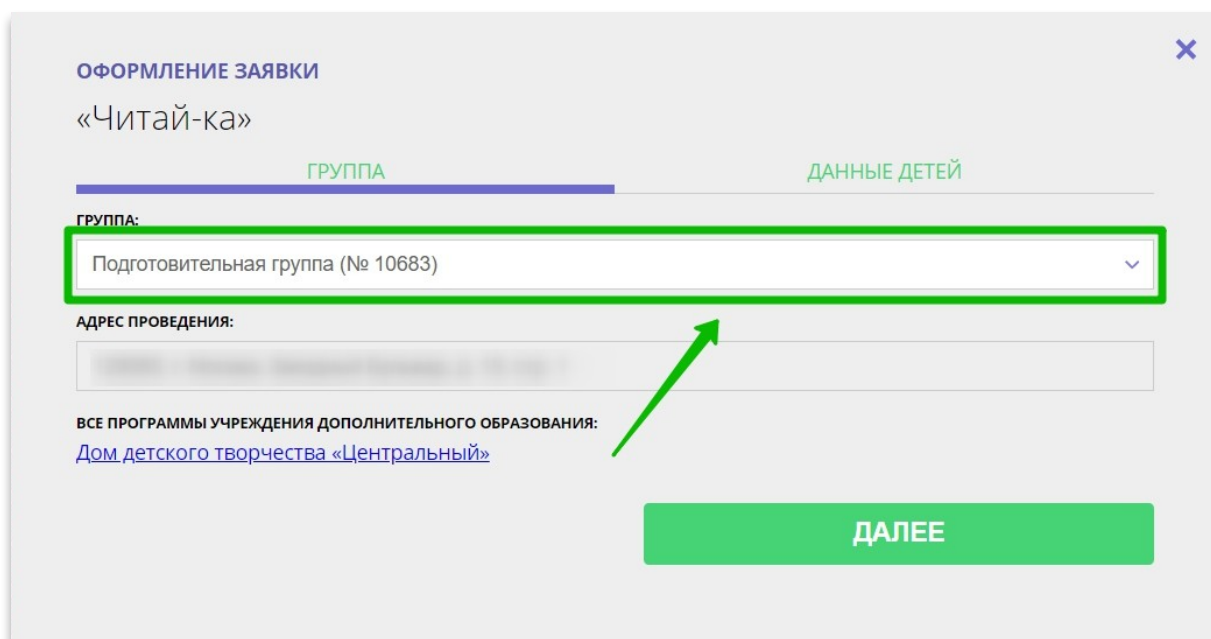 ОФОРМЛЕНИЕ ЗАЯВКИ
«Читай-ка»
ГРУППА
ДАННЫЕ ДЕТЕЙ
ГРУППА:
Подготовительная группа (№ 10683)
АДРЕС ПРОВЕДЕНИЯ:
ВСЕ ПРОГРАММЫ УЧРЕЖДЕНИЯ ДОПОЛНИТЕЛЬНОГО ОБРАЗОВАНИЯ:
Дом детского творчества «Центральный»
ДАЛЕЕ